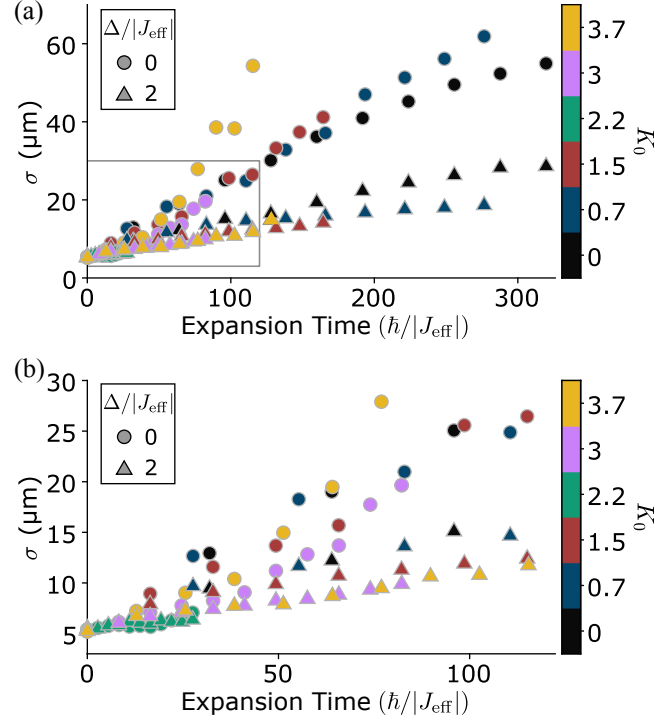 (a)
Δ/|J_eff|
0
2
60
40
20
0
σ (μm)
0 100 200 300
Expansion Time (ħ/|J_eff|)
3.7
3
2.2
1.5
0.7
0
K_0
(b)
Δ/|J_eff|
0
2
30
25
20
15
10
5
σ (μm)
0 50 100
Expansion Time (ħ/|J_eff|)
3.7
3
2.2
1.5
0.7
0
K_0